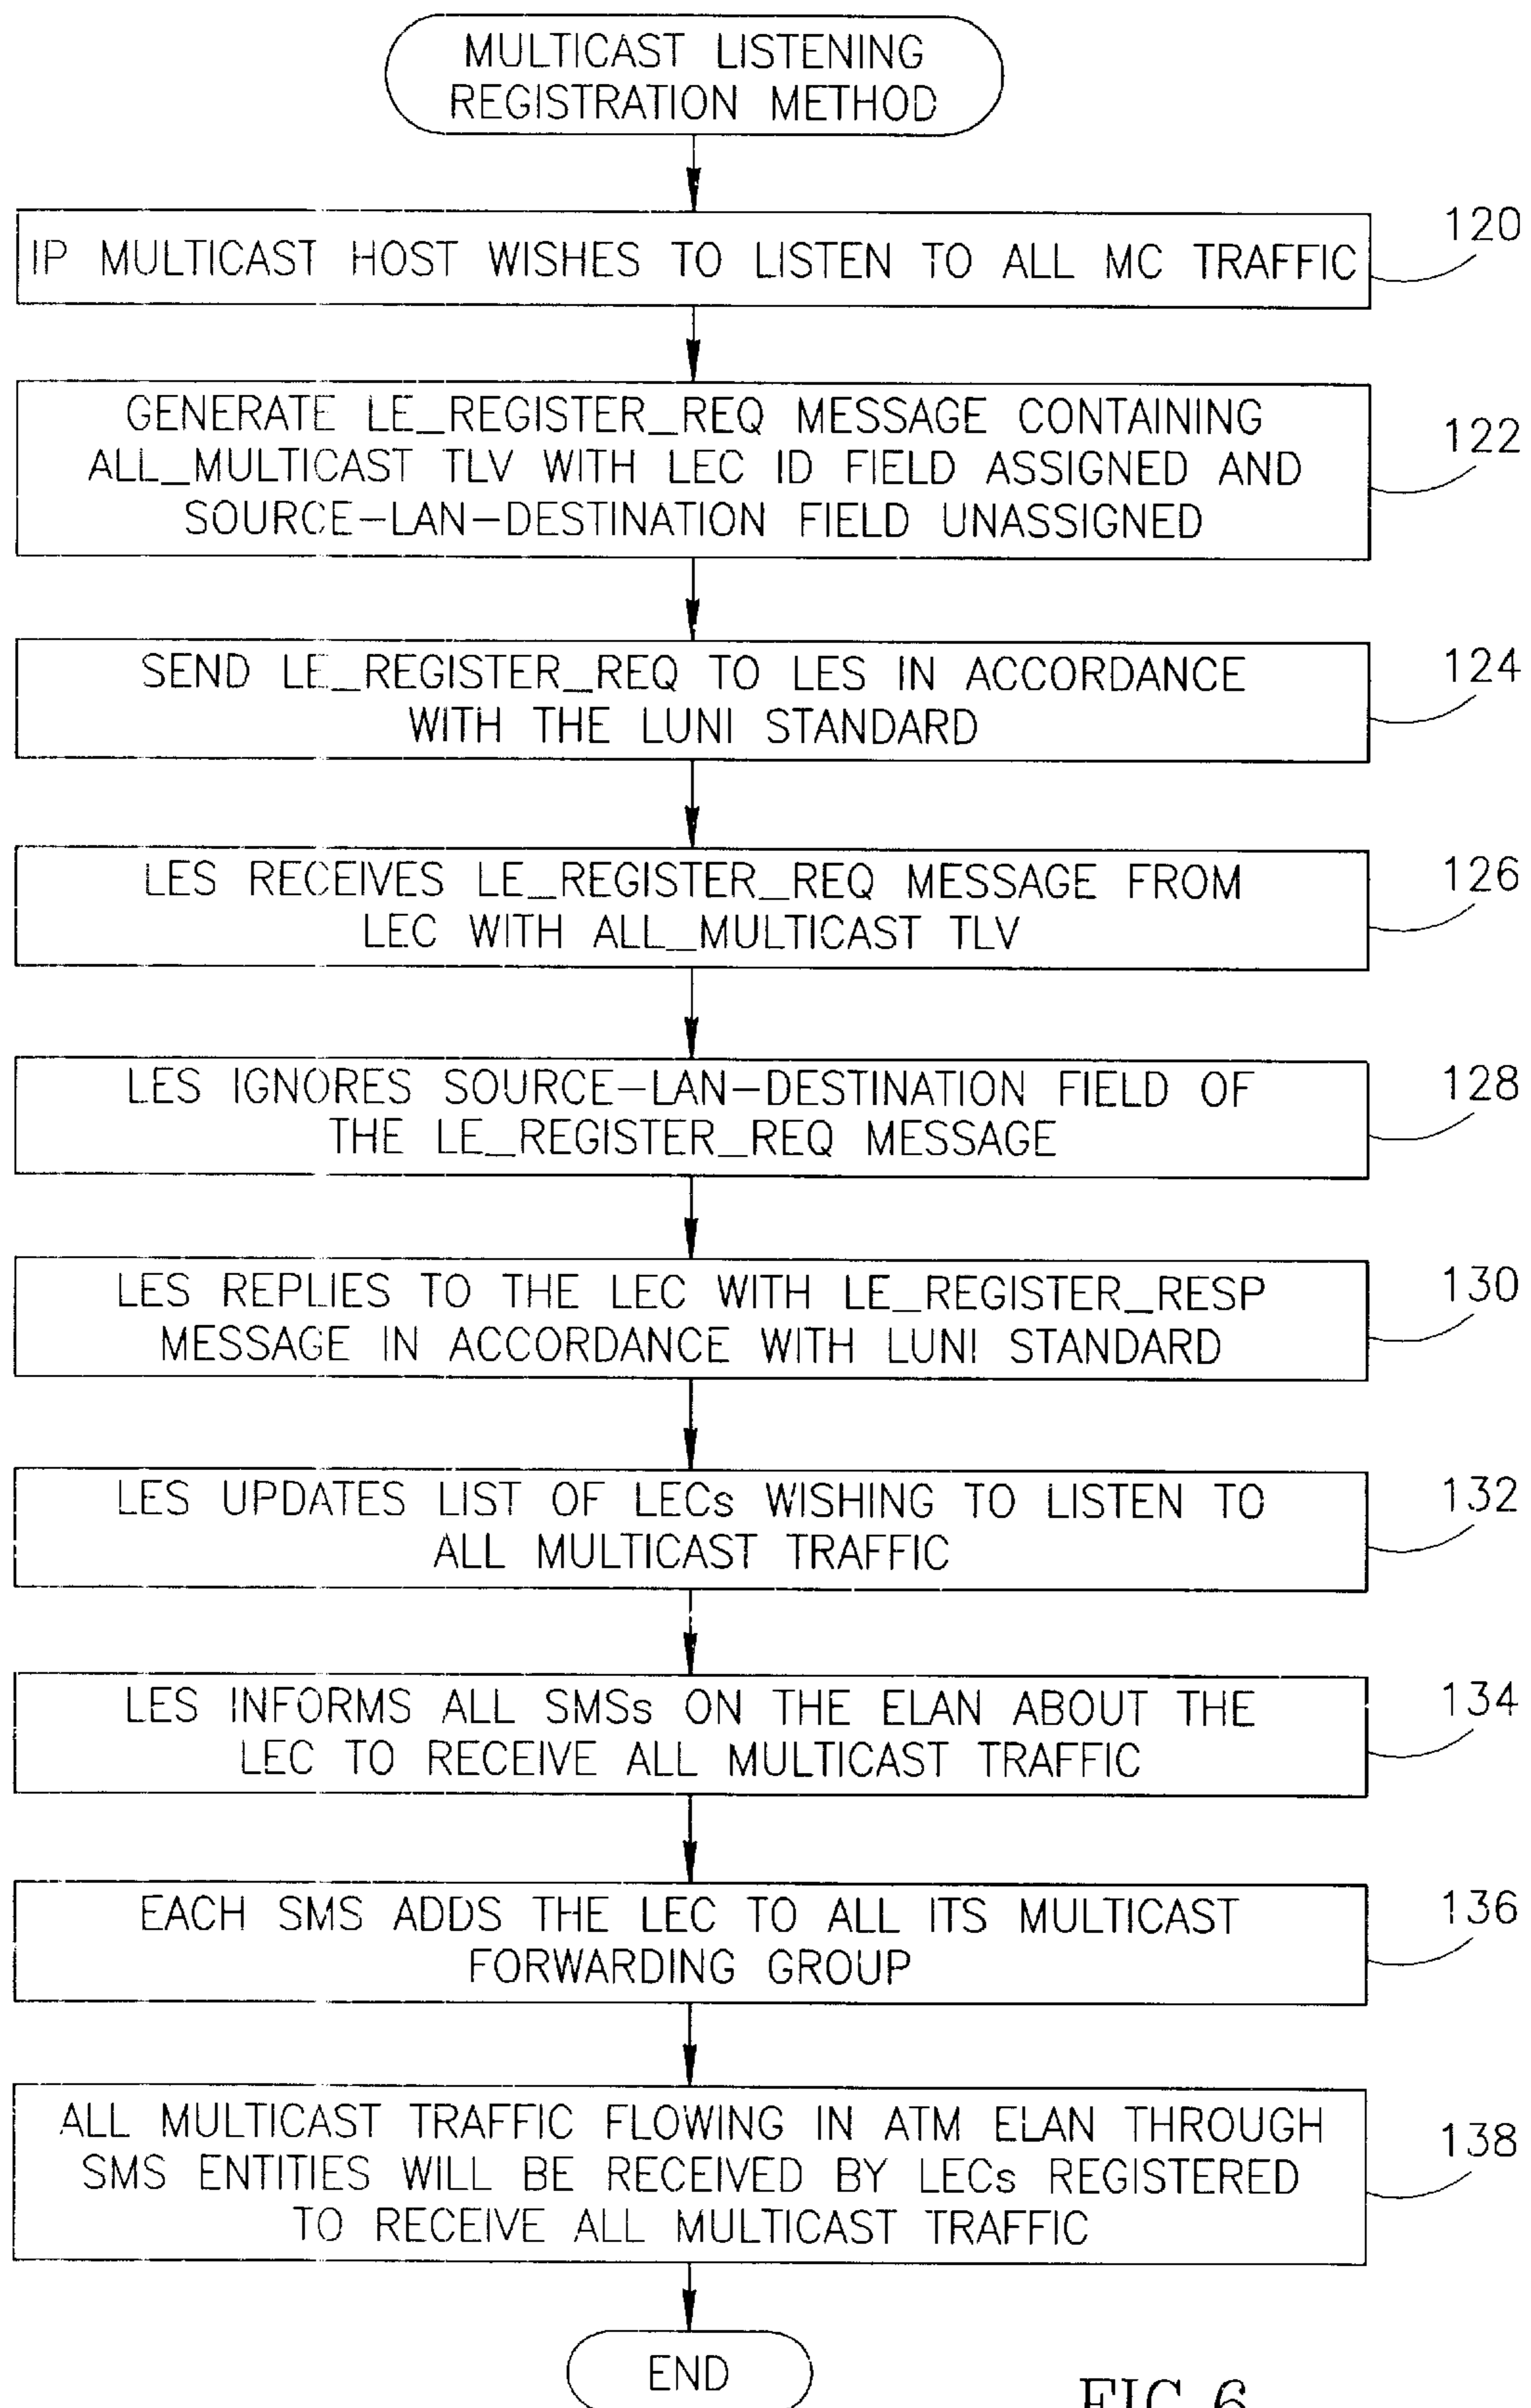 MULTICAST LISTENING
REGISTRATION METHOD
IP MULTICAST HOST WISHES TO LISTEN TO ALL MC TRAFFIC
120
GENERATE LE_REGISTER_REQ MESSAGE CONTAINING
ALL_MULTICAST TLV WITH LEC ID FIELD ASSIGNED AND
SOURCE-LAN-DESTINATION FIELD UNASSIGNED
122
SEND LE_REGISTER_REQ TO LES IN ACCORDANCE
WITH THE LUNI STANDARD
124
LES RECEIVES LE_REGISTER_REQ MESSAGE FROM
LEC WITH ALL_MULTICAST TLV
126
LES IGNORES SOURCE-LAN-DESTINATION FIELD OF
THE LE_REGISTER_REQ MESSAGE
128
LES REPLIES TO THE LEC WITH LE_REGISTER_RESP
MESSAGE IN ACCORDANCE WITH LUNI STANDARD
130
LES UPDATES LIST OF LECs WISHING TO LISTEN TO
ALL MULTICAST TRAFFIC
132
LES INFORMS ALL SMSs ON THE ELAN ABOUT THE
LEC TO RECEIVE ALL MULTICAST TRAFFIC
134
EACH SMS ADDS THE LEC TO ALL ITS MULTICAST
FORWARDING GROUP
136
ALL MULTICAST TRAFFIC FLOWING IN ATM ELAN THROUGH
SMS ENTITIES WILL BE RECEIVED BY LECs REGISTERED
TO RECEIVE ALL MULTICAST TRAFFIC
138
END
FIG.6